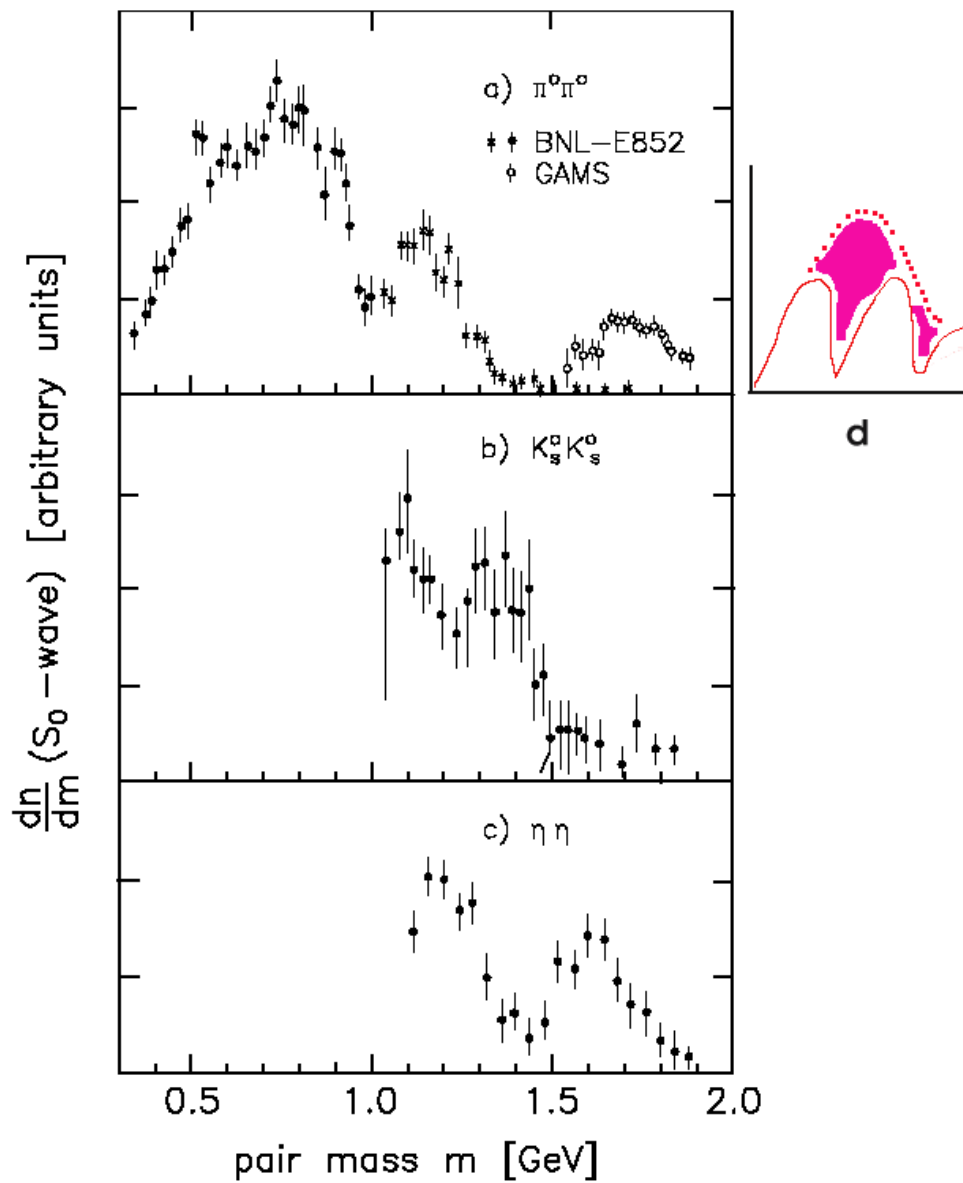 a) π°π°
BNL–E852
GAMS
d
b) K°ₛK°ₛ
c) ηη
dn/dm (S₀–wave) [arbitrary units]
0.5 1.0 1.5 2.0
pair mass m [GeV]